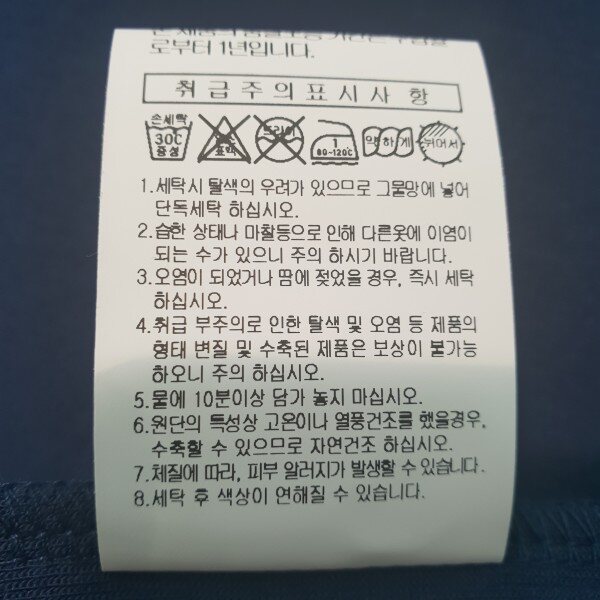 로부터 1년입니다.
취급주의표시사항
손세탁 30C 중성 표백 드라이 1 80~120℃ 약하게 뉘어서
1.세탁시 탈색의 우려가 있으므로 그물망에 넣어
단독세탁 하십시오.
2.습한 상태나 마찰등으로 인해 다른옷에 이염이
되는 수가 있으니 주의 하시기 바랍니다.
3.오염이 되었거나 땀에 젖었을 경우, 즉시 세탁
하십시오.
4.취급 부주의로 인한 탈색 및 오염 등 제품의
형태 변질 및 수축된 제품은 보상이 불가능
하오니 주의 하십시오.
5.물에 10분이상 담가 놓지 마십시오.
6.원단의 특성상 고온이나 열풍건조를 했을경우,
수축할 수 있으므로 자연건조 하십시오.
7.체질에 따라, 피부 알러지가 발생할 수 있습니다.
8.세탁 후 색상이 연해질 수 있습니다.